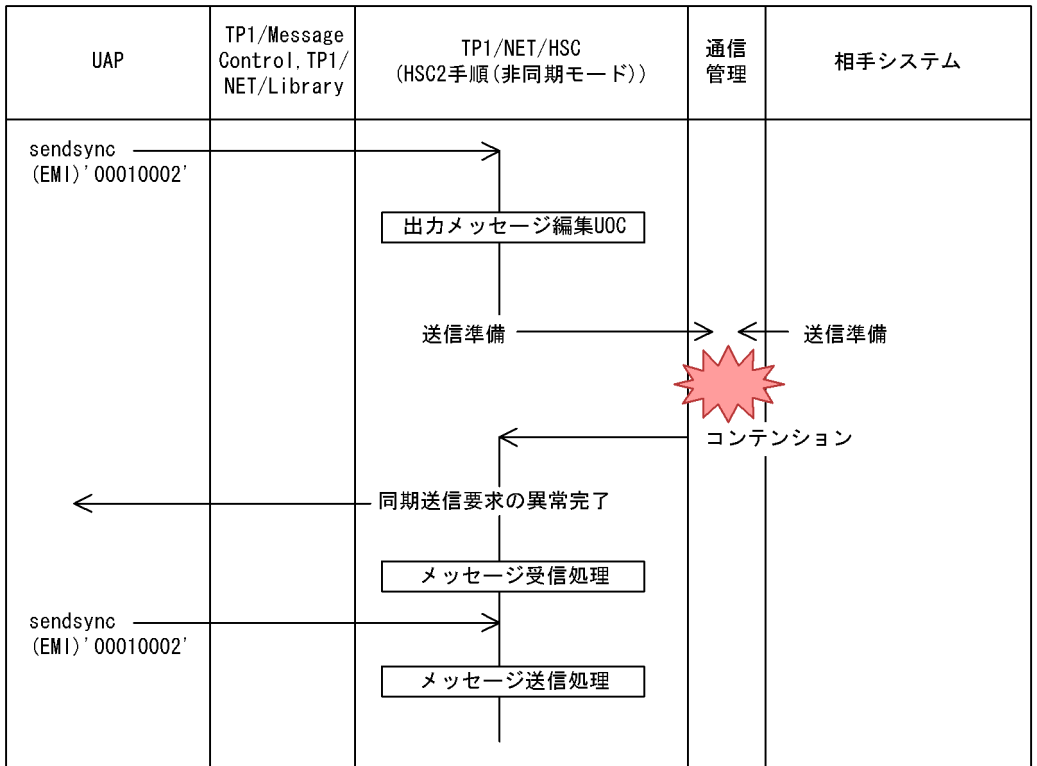 UAP
TP1/Message
Control,TP1/
NET/Library
TP1/NET/HSC
(HSC2手順(非同期モード))
通信
管理
相手システム
sendsync
(EMI)'00010002'
出力メッセージ編集UOC
送信準備
送信準備
コンテンション
同期送信要求の異常完了
メッセージ受信処理
sendsync
(EMI)'00010002'
メッセージ送信処理